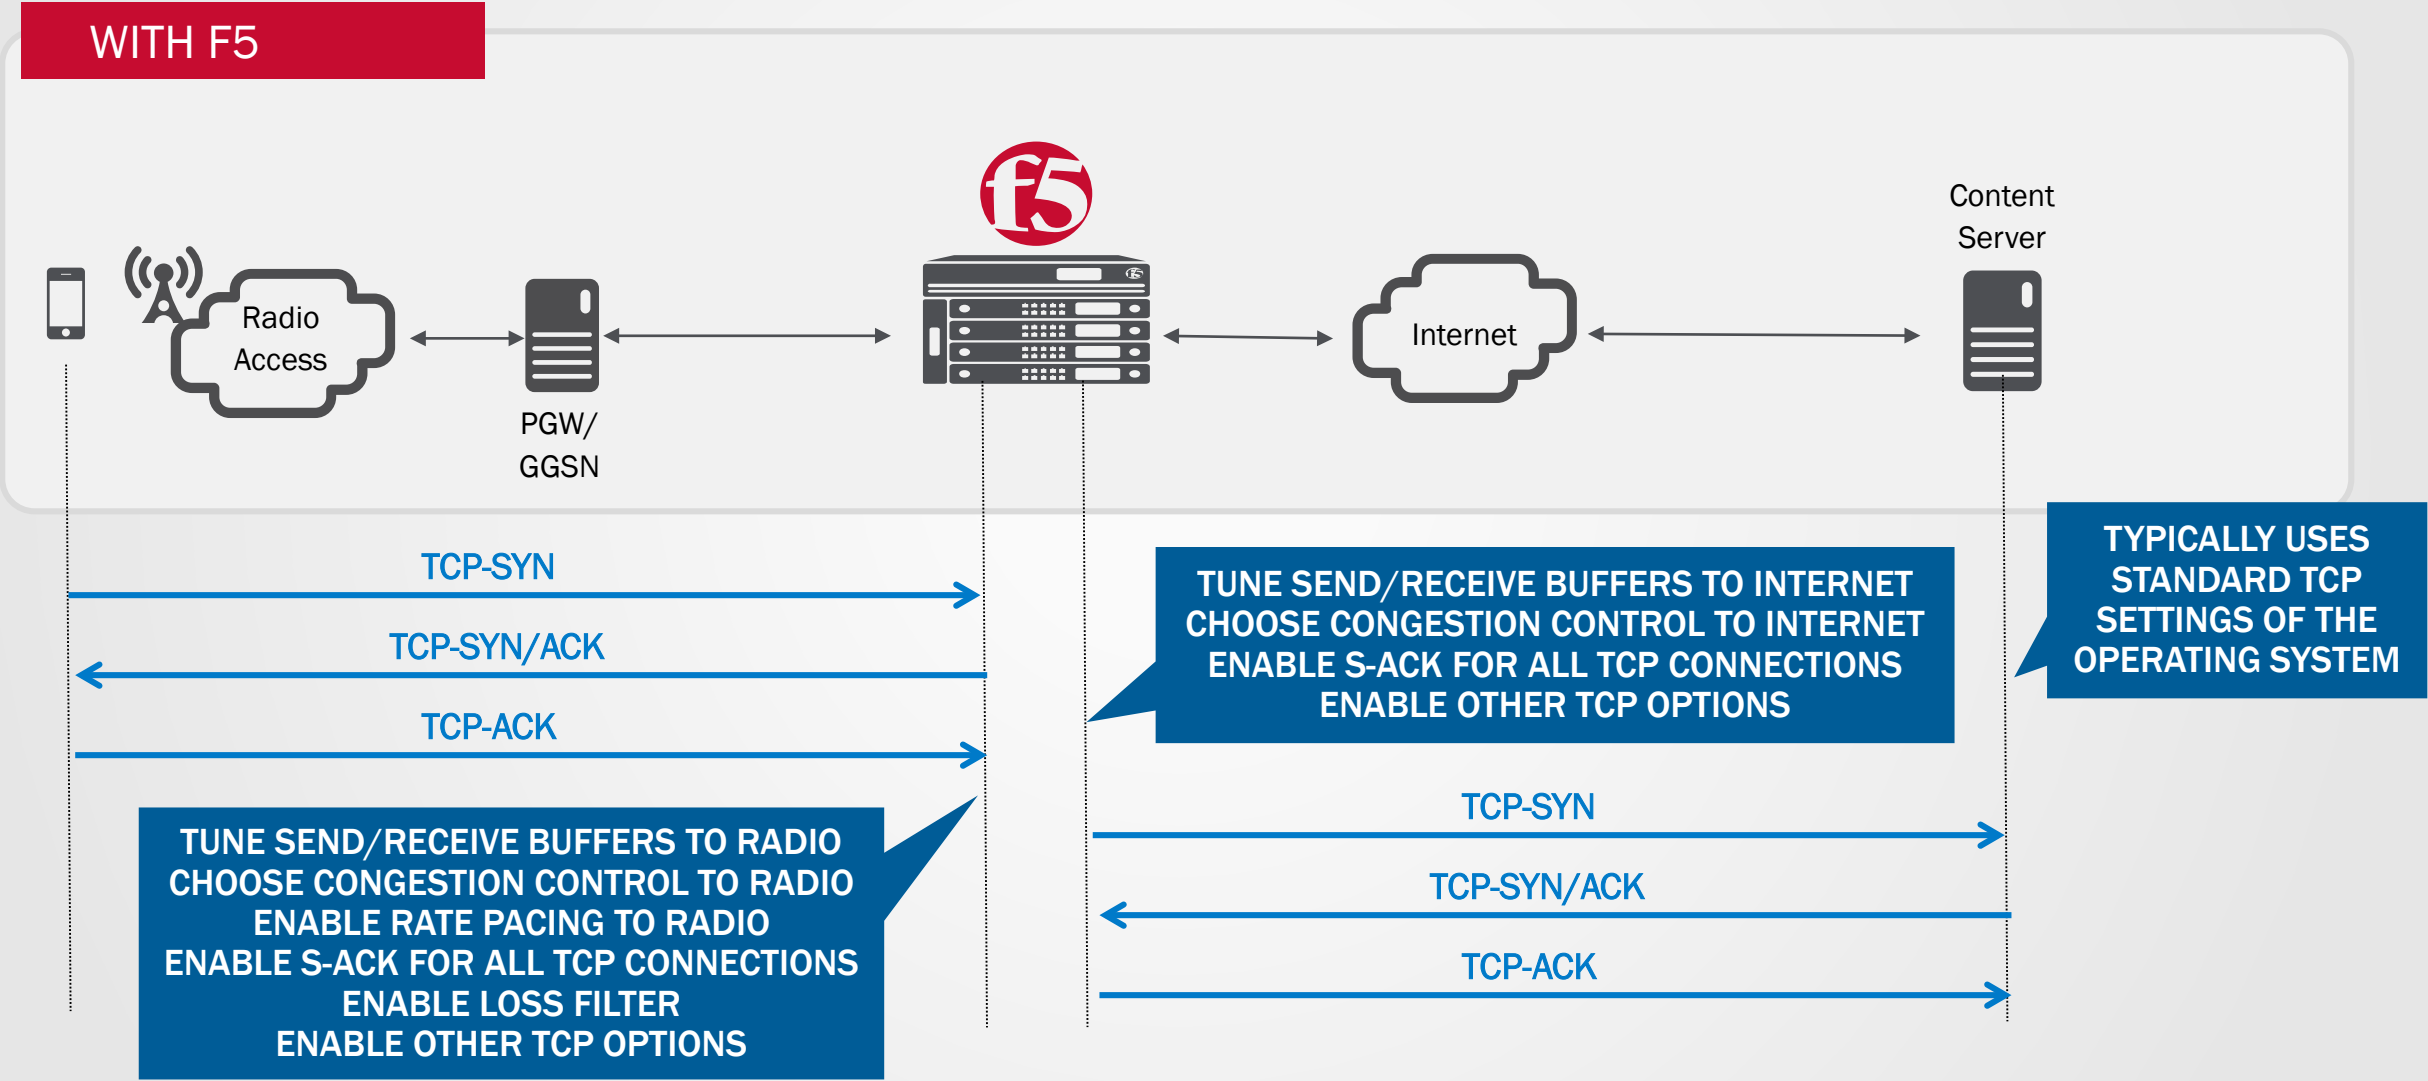 WITH F5
f5
Content
Server
Radio
Access
Internet
PGW/
GGSN
TCP-SYN
TCP-SYN/ACK
TCP-ACK
TUNE SEND/RECEIVE BUFFERS TO INTERNET
CHOOSE CONGESTION CONTROL TO INTERNET
ENABLE S-ACK FOR ALL TCP CONNECTIONS
ENABLE OTHER TCP OPTIONS
TYPICALLY USES
STANDARD TCP
SETTINGS OF THE
OPERATING SYSTEM
TUNE SEND/RECEIVE BUFFERS TO RADIO
CHOOSE CONGESTION CONTROL TO RADIO
ENABLE RATE PACING TO RADIO
ENABLE S-ACK FOR ALL TCP CONNECTIONS
ENABLE LOSS FILTER
ENABLE OTHER TCP OPTIONS
TCP-SYN
TCP-SYN/ACK
TCP-ACK